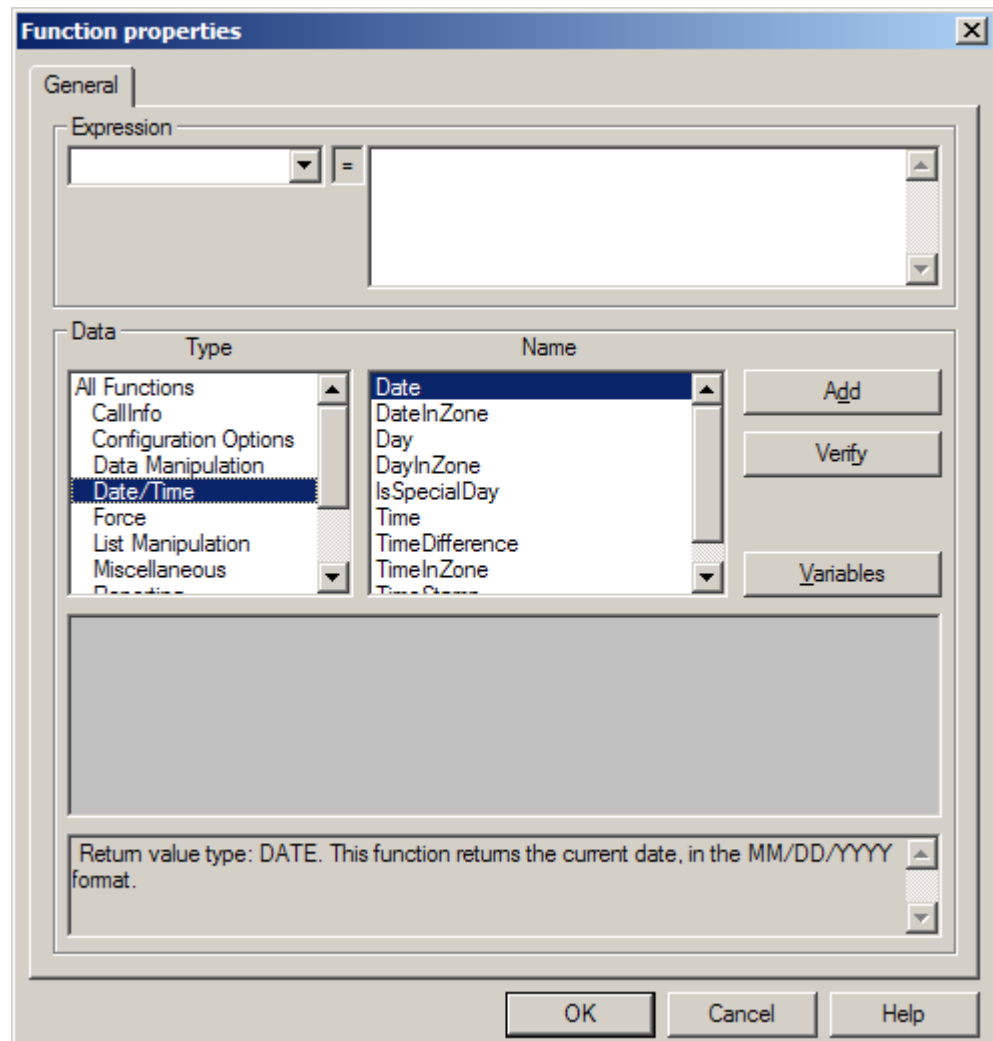 Function properties
General
Expression
=
Data
Type
Name
All Functions
CallInfo
Configuration Options
Data Manipulation
Date/Time
Force
List Manipulation
Miscellaneous
Reporting
Date
DateInZone
Day
DayInZone
IsSpecialDay
Time
TimeDifference
TimeInZone
TimeStamp
Add
Verify
Variables
Return value type: DATE. This function returns the current date, in the MM/DD/YYYY
format.
OK
Cancel
Help